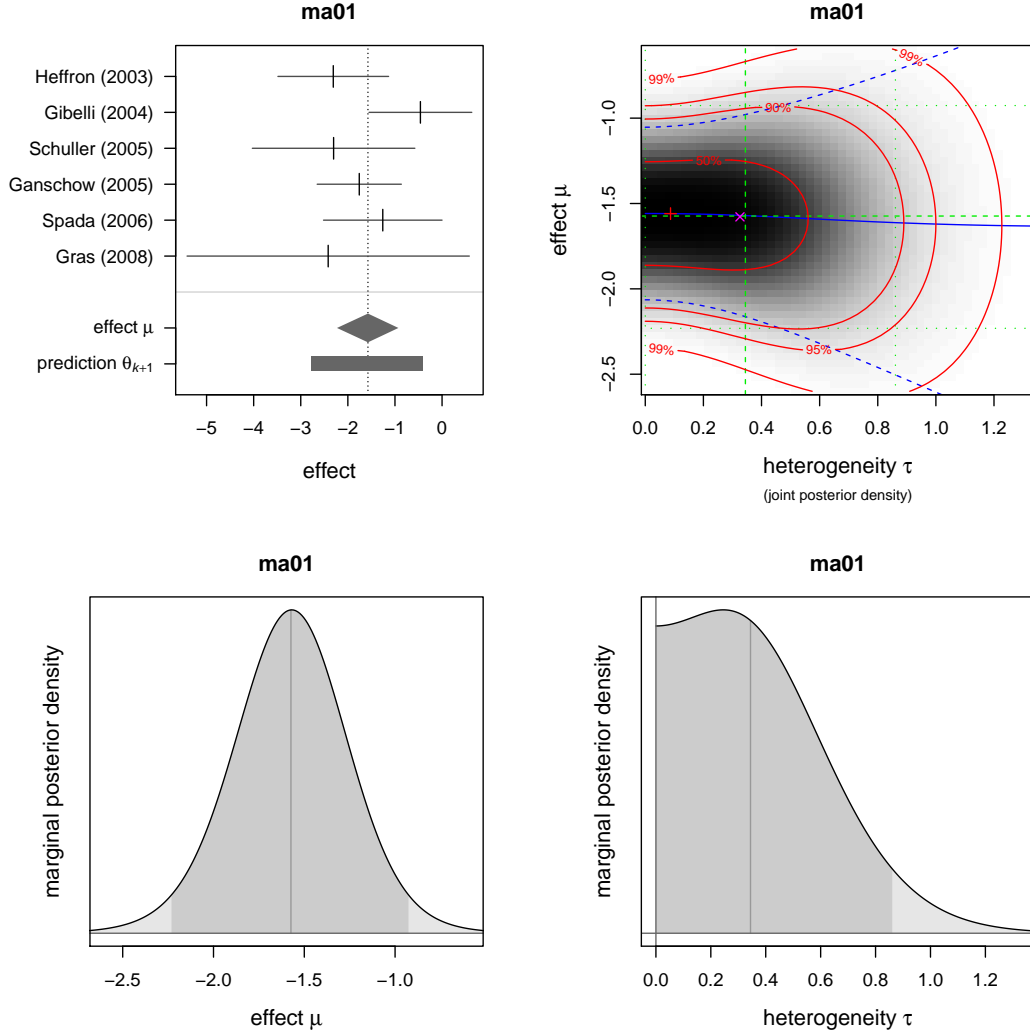 ma01
Heffron (2003)
Gibelli (2004)
Schuller (2005)
Ganschow (2005)
Spada (2006)
Gras (2008)
effect μ
prediction θk+1
−5 −4 −3 −2 −1 0
effect
ma01
99%
99%
90%
50%
95%
99%
−1.0
−1.5
−2.0
−2.5
effect μ
0.0 0.2 0.4 0.6 0.8 1.0 1.2
heterogeneity τ
(joint posterior density)
ma01
marginal posterior density
−2.5 −2.0 −1.5 −1.0
effect μ
ma01
marginal posterior density
0.0 0.2 0.4 0.6 0.8 1.0 1.2
heterogeneity τ